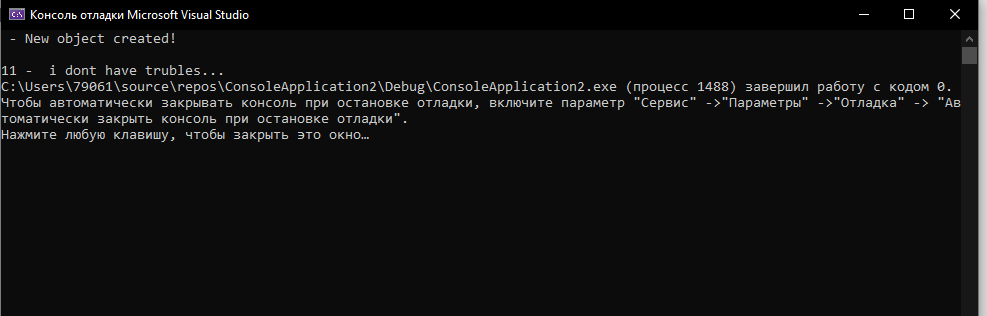 Консоль отладки Microsoft Visual Studio
- New object created!
11 -  i dont have trubles...
C:\Users\79061\source\repos\ConsoleApplication2\Debug\ConsoleApplication2.exe (процесс 1488) завершил работу с кодом 0.
Чтобы автоматически закрывать консоль при остановке отладки, включите параметр "Сервис" ->"Параметры" ->"Отладка" -> "Ав
томатически закрыть консоль при остановке отладки".
Нажмите любую клавишу, чтобы закрыть это окно…